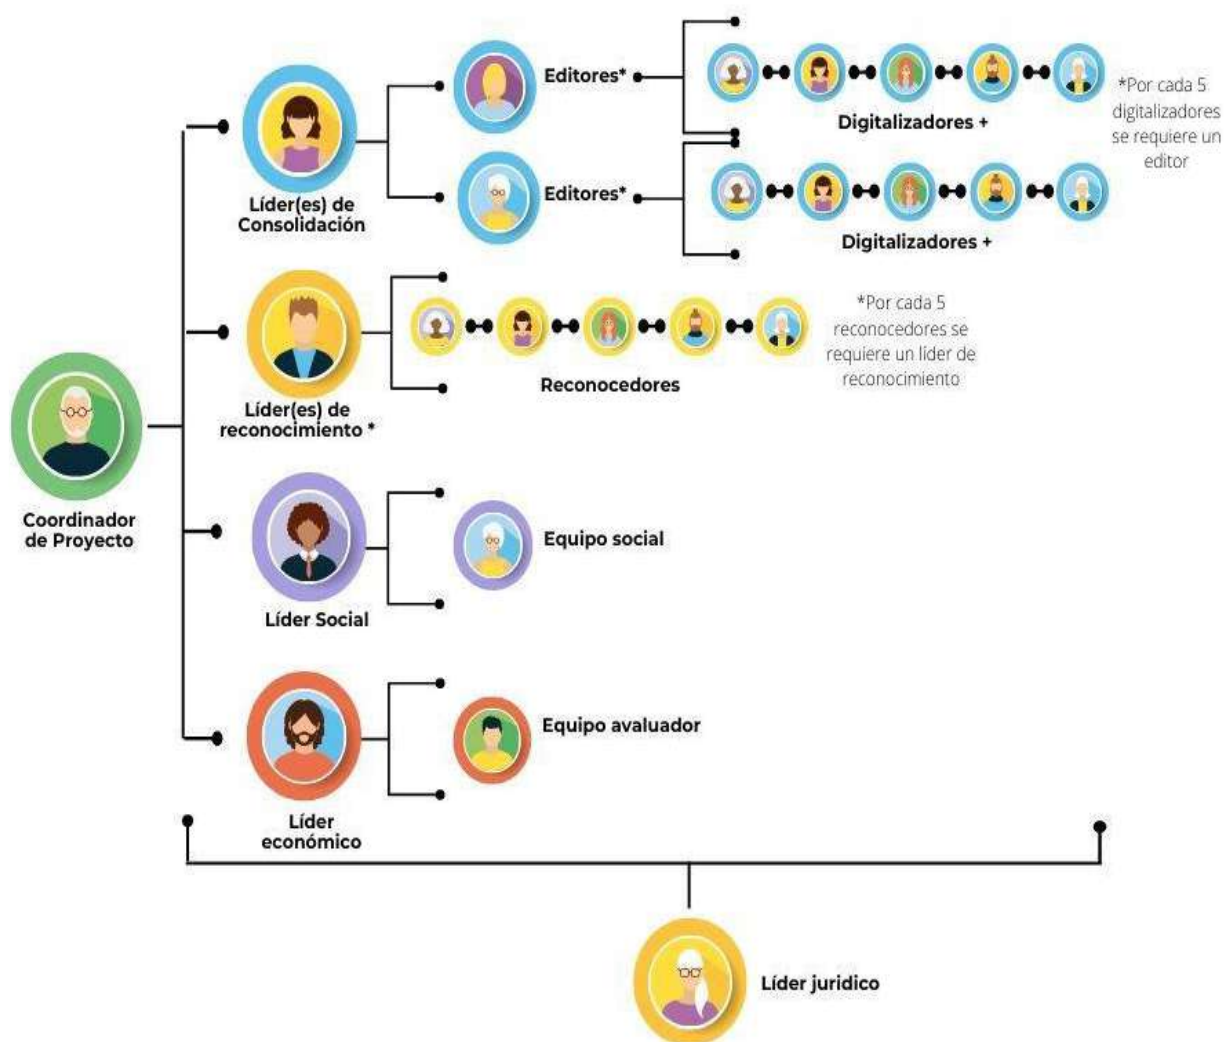 Editores*
Digitalizadores +
*Por cada 5
digitalizadores
se requiere un
editor
Líder(es) de
Consolidación
Editores*
Digitalizadores +
Líder(es) de
reconocimiento *
Reconocedores
*Por cada 5
reconocedores se
requiere un líder de
reconocimiento
Coordinador
de Proyecto
Líder Social
Equipo social
Líder
económico
Equipo avaluador
Líder juridico